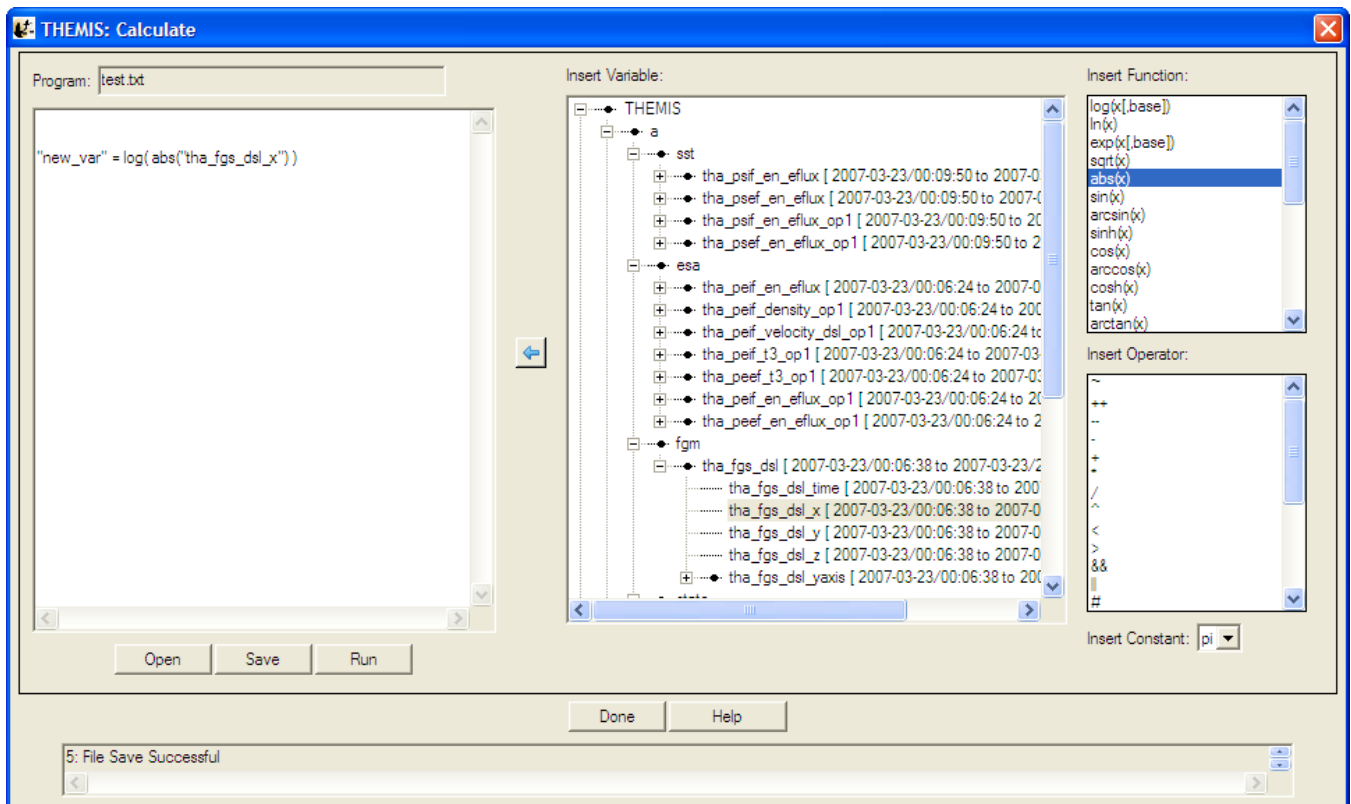 THEMIS: Calculate
Program: test.txt
"new_var" = log( abs("tha_fgs_dsl_x") )
Open Save Run
Insert Variable:
THEMIS
a
sst
tha_psif_en_eflux [ 2007-03-23/00:09:50 to 2007-0
tha_psef_en_eflux [ 2007-03-23/00:09:50 to 2007-0
tha_psif_en_eflux_op1 [ 2007-03-23/00:09:50 to 20
tha_psef_en_eflux_op1 [ 2007-03-23/00:09:50 to 2
esa
tha_peif_en_eflux [ 2007-03-23/00:06:24 to 2007-0
tha_peif_density_op1 [ 2007-03-23/00:06:24 to 200
tha_peif_velocity_dsl_op1 [ 2007-03-23/00:06:24 to
tha_peif_t3_op1 [ 2007-03-23/00:06:24 to 2007-03-
tha_peef_t3_op1 [ 2007-03-23/00:06:24 to 2007-03
tha_peif_en_eflux_op1 [ 2007-03-23/00:06:24 to 20
tha_peef_en_eflux_op1 [ 2007-03-23/00:06:24 to 2
fgm
tha_fgs_dsl [ 2007-03-23/00:06:38 to 2007-03-23/2
tha_fgs_dsl_time [ 2007-03-23/00:06:38 to 200
tha_fgs_dsl_x [ 2007-03-23/00:06:38 to 2007-0
tha_fgs_dsl_y [ 2007-03-23/00:06:38 to 2007-0
tha_fgs_dsl_z [ 2007-03-23/00:06:38 to 2007-0
tha_fgs_dsl_yaxis [ 2007-03-23/00:06:38 to 200
Insert Function:
log(x[,base])
ln(x)
exp(x[,base])
sqrt(x)
abs(x)
sin(x)
arcsin(x)
sinh(x)
cos(x)
arccos(x)
cosh(x)
tan(x)
arctan(x)
Insert Operator:
~
++
--
-
+
*
/
^
<
>
&&
||
#
Insert Constant: pi
Done Help
5: File Save Successful